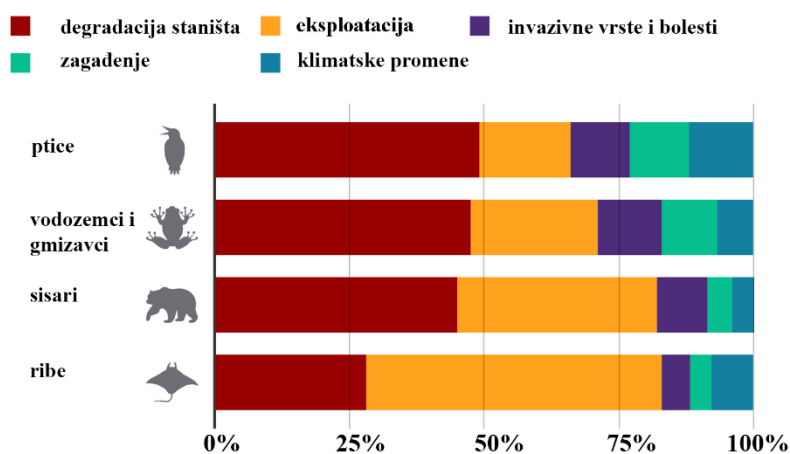 degradacija staništa
eksploatacija
invazivne vrste i bolesti
zagađenje
klimatske promene
ptice
vodozemci i
gmizavci
sisari
ribe
0%
25%
50%
75%
100%